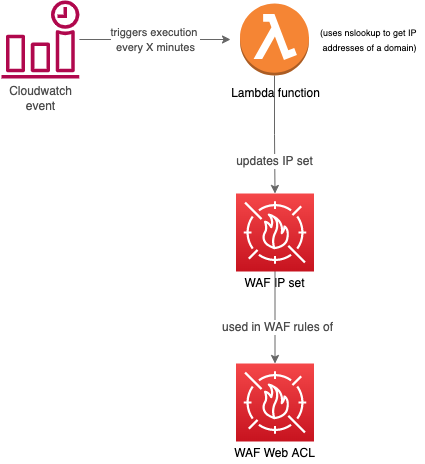 triggers execution
every X minutes
(uses nslookup to get IP
addresses of a domain)
Cloudwatch
event
Lambda function
updates IP set
WAF IP set
used in WAF rules of
WAF Web ACL